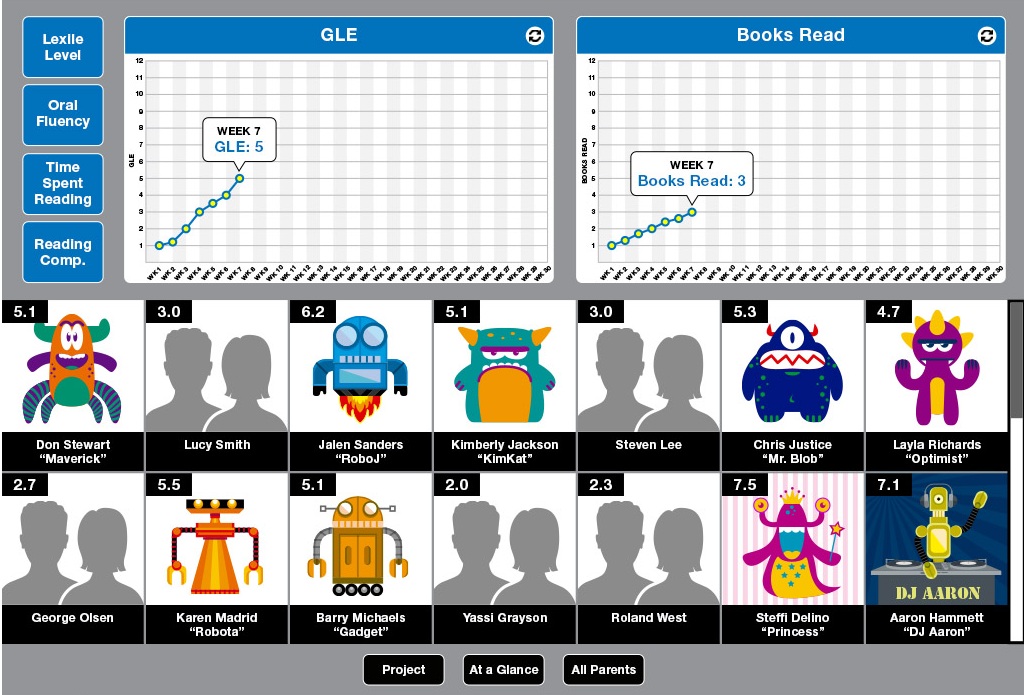 Lexile
Level
Oral
Fluency
Time
Spent
Reading
Reading
Comp.
GLE
12
11
10
9
8
7
6
5
4
3
2
1
GLE
WEEK 7
GLE: 5
WK 1
WK 2
WK 3
WK 4
WK 5
WK 6
WK 7
WK 8
WK 9
WK 10
WK 11
WK 12
WK 13
WK 14
WK 15
WK 16
WK 17
WK 18
WK 19
WK 20
WK 21
WK 22
WK 23
WK 24
WK 25
WK 26
WK 27
WK 28
WK 29
WK 30
Books Read
12
11
10
9
8
7
6
5
4
3
2
1
BOOKS READ
WEEK 7
Books Read: 3
WK 1
WK 2
WK 3
WK 4
WK 5
WK 6
WK 7
WK 8
WK 9
WK 10
WK 11
WK 12
WK 13
WK 14
WK 15
WK 16
WK 17
WK 18
WK 19
WK 20
WK 21
WK 22
WK 23
WK 24
WK 25
WK 26
WK 27
WK 28
WK 29
WK 30
5.1
Don Stewart
“Maverick”
3.0
Lucy Smith
6.2
Jalen Sanders
“RoboJ”
5.1
Kimberly Jackson
“KimKat”
3.0
Steven Lee
5.3
Chris Justice
“Mr. Blob”
4.7
Layla Richards
“Optimist”
2.7
George Olsen
5.5
Karen Madrid
“Robota”
5.1
Barry Michaels
“Gadget”
2.0
Yassi Grayson
2.3
Roland West
7.5
Steffi Delino
“Princess”
7.1
DJ AARON
Aaron Hammett
“DJ Aaron”
Project
At a Glance
All Parents